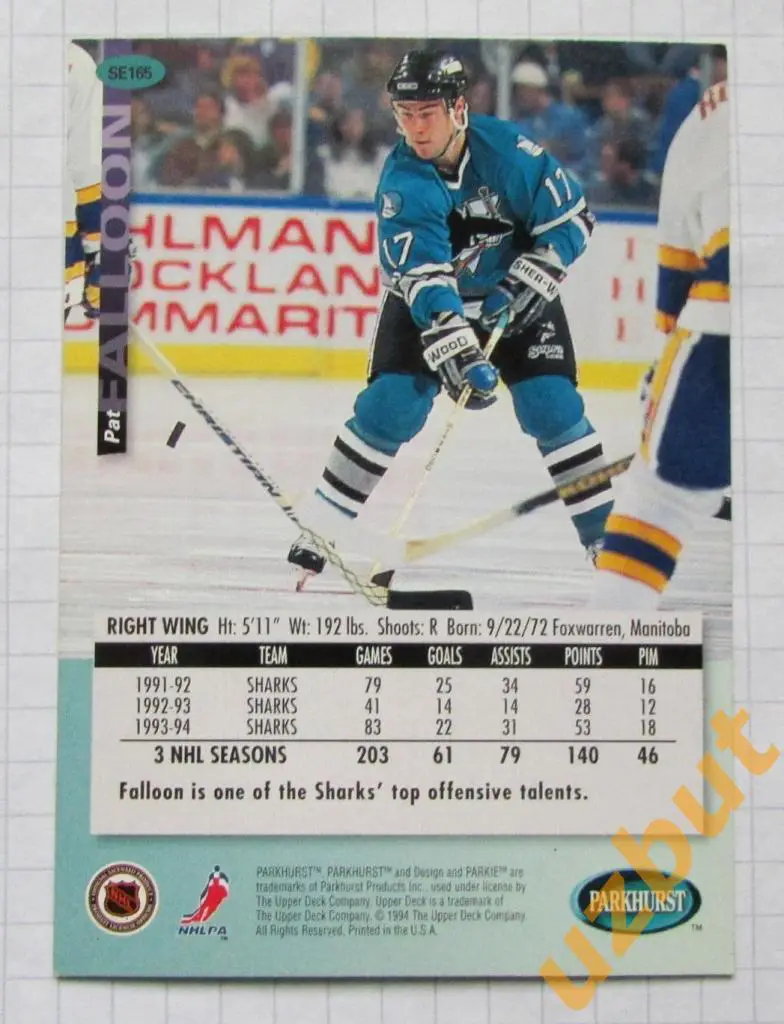 SE165
Pat FALLOON
HLMAN
OCKLAN
MMARIT
17
17
SHER-W
WOOD
CHRISTIAN
RIGHT WING Ht: 5'11" Wt: 192 lbs. Shoots: R Born: 9/22/72 Foxwarren, Manitoba
YEAR TEAM GAMES GOALS ASSISTS POINTS PIM
1991-92 SHARKS 79 25 34 59 16
1992-93 SHARKS 41 14 14 28 12
1993-94 SHARKS 83 22 31 53 18
3 NHL SEASONS 203 61 79 140 46
Falloon is one of the Sharks' top offensive talents.
NHL
NHLPA™
PARKHURST™, PARKHURST™ and Design and PARKIE™ are
trademarks of Parkhurst Products Inc., used under license by
The Upper Deck Company. Upper Deck is a trademark of
The Upper Deck Company. © 1994 The Upper Deck Company.
All Rights Reserved. Printed in the U.S.A.
PARKHURST
™
uzbut